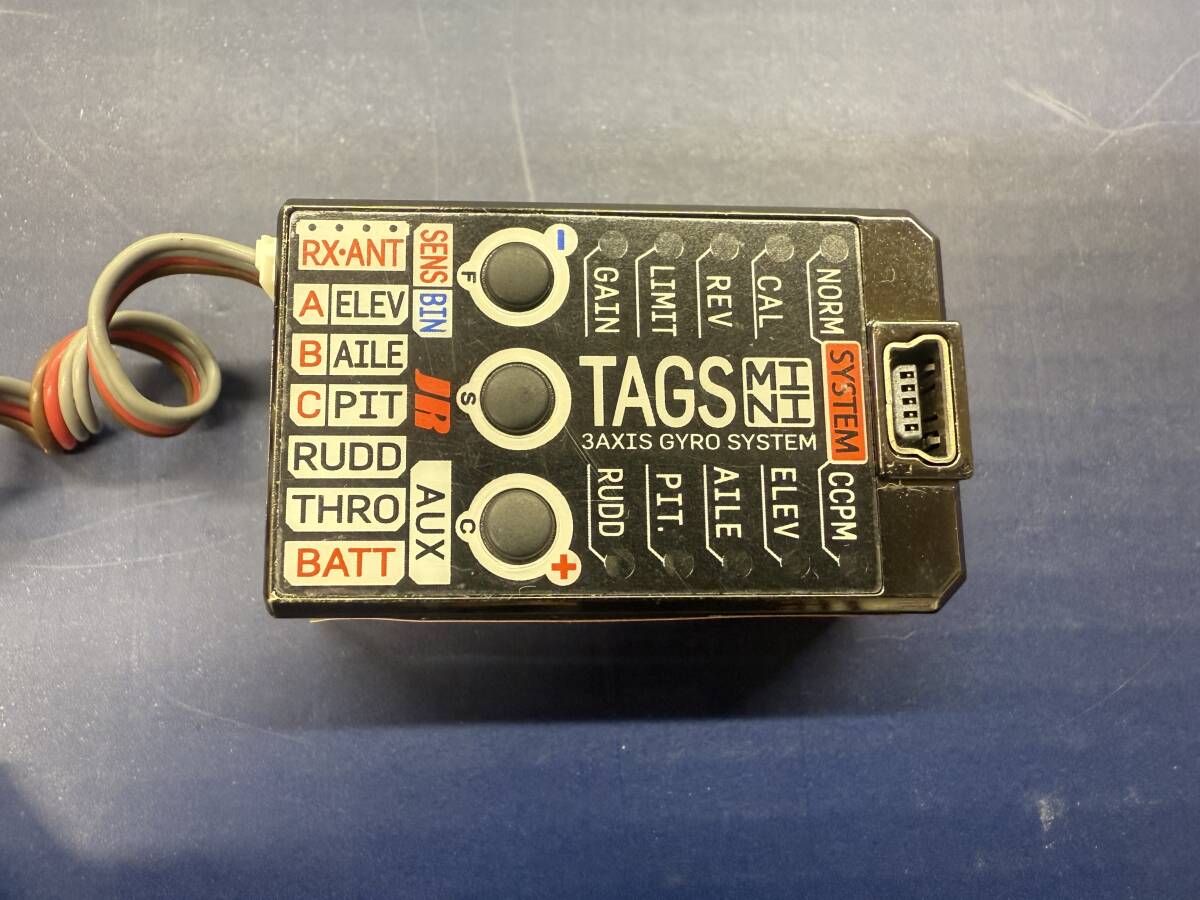 RX·ANT
A ELEV
B AILE
C PIT
RUDD
THRO
BATT
SENS
BIN
JR
AUX
-
F
S
C
+
GAIN
LIMIT
REV
CAL
NORM
TAGS
3AXIS GYRO SYSTEM
SYSTEM
RUDD
PIT.
AILE
ELEV
CCPM